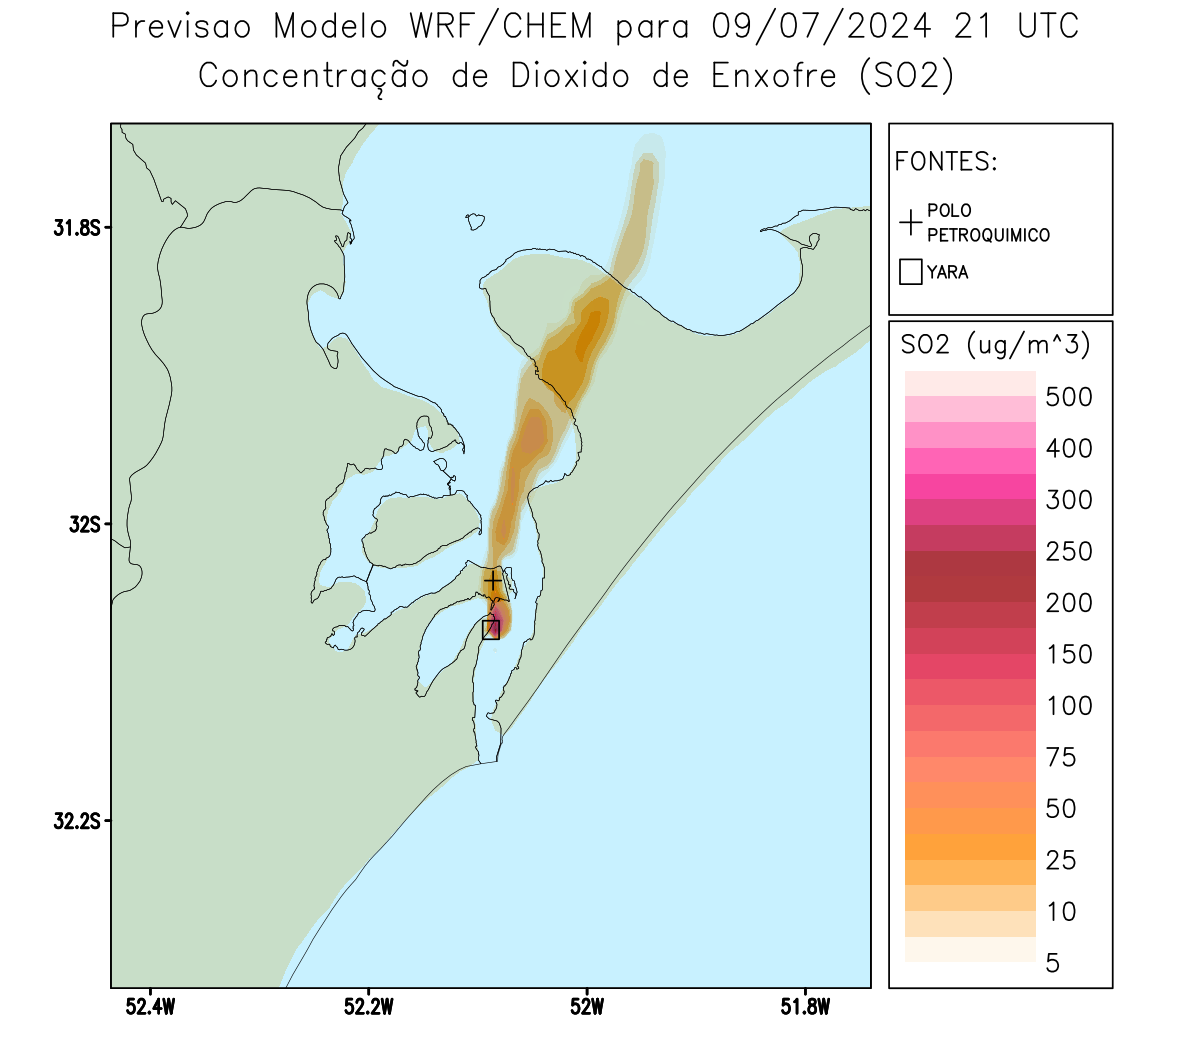 Previsao Modelo WRF/CHEM para 09/07/2024 21 UTC
Concentração de Dioxido de Enxofre (SO2)
FONTES:
POLO
PETROQUIMICO
YARA
31.8S
32S
32.2S
52.4W
52.2W
52W
51.8W
SO2 (ug/m^3)
500
400
300
250
200
150
100
75
50
25
10
5